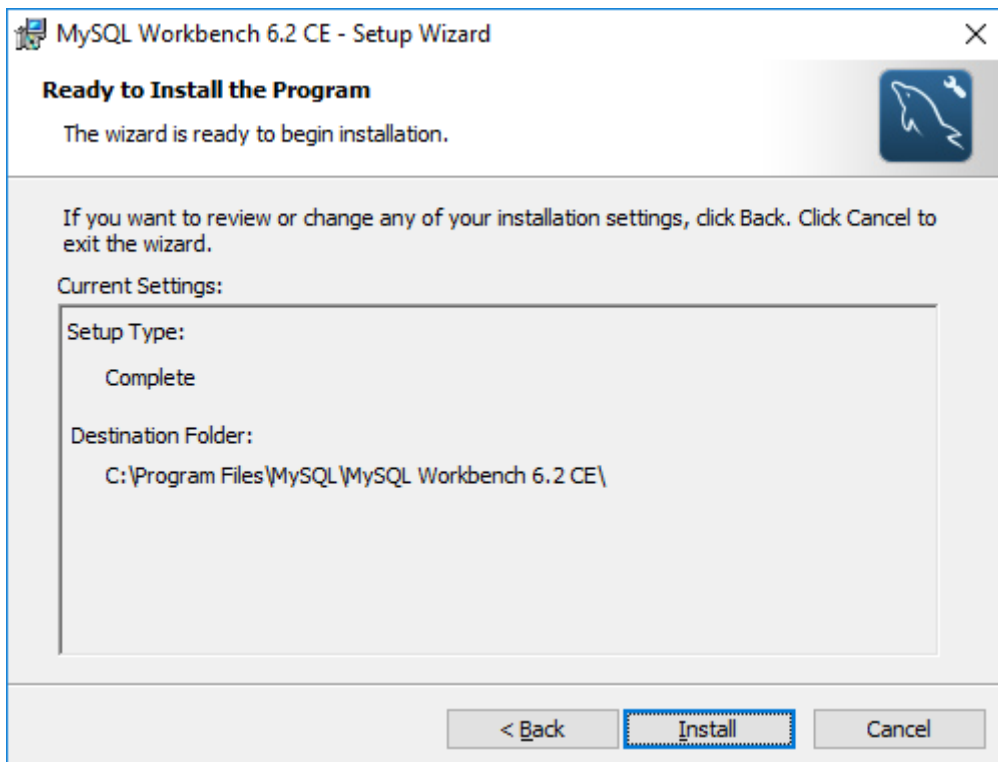 MySQL Workbench 6.2 CE - Setup Wizard
Ready to Install the Program
The wizard is ready to begin installation.
If you want to review or change any of your installation settings, click Back. Click Cancel to
exit the wizard.
Current Settings:
Setup Type:
Complete
Destination Folder:
C:\Program Files\MySQL\MySQL Workbench 6.2 CE\
< Back
Install
Cancel